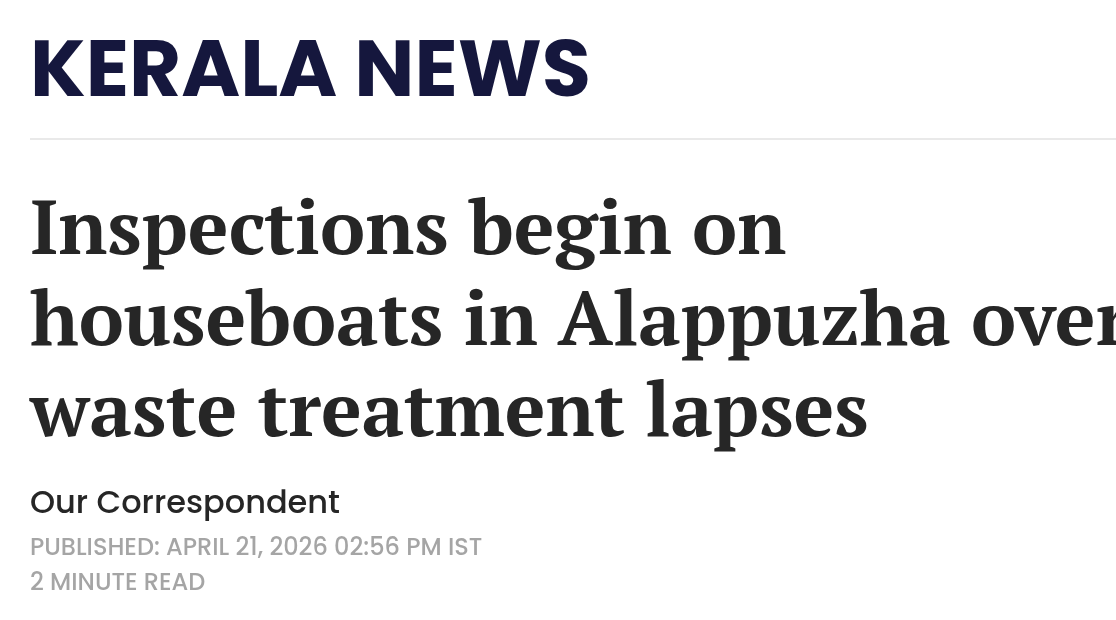 KERALA NEWS
Inspections begin on
houseboats in Alappuzha over
waste treatment lapses
Our Correspondent
PUBLISHED: APRIL 21, 2026 02:56 PM IST
2 MINUTE READ